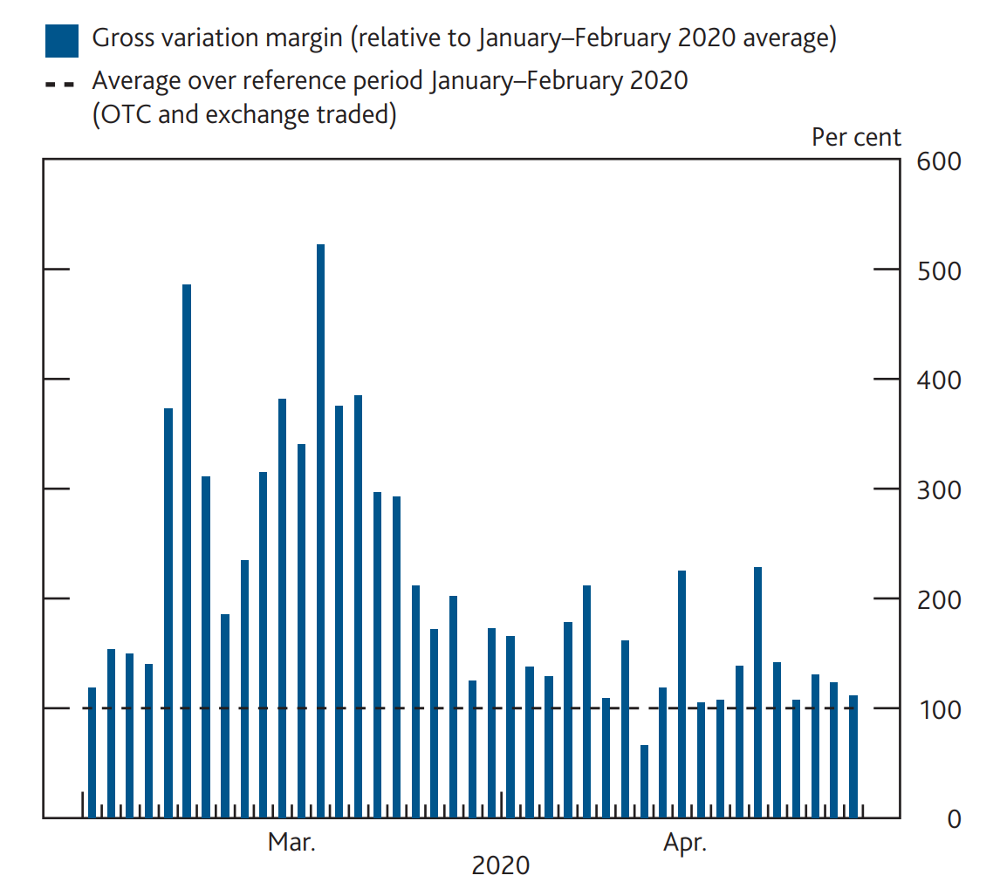 Gross variation margin (relative to January–February 2020 average)
Average over reference period January–February 2020
(OTC and exchange traded)
Per cent
600
500
400
300
200
100
0
Mar.
Apr.
2020